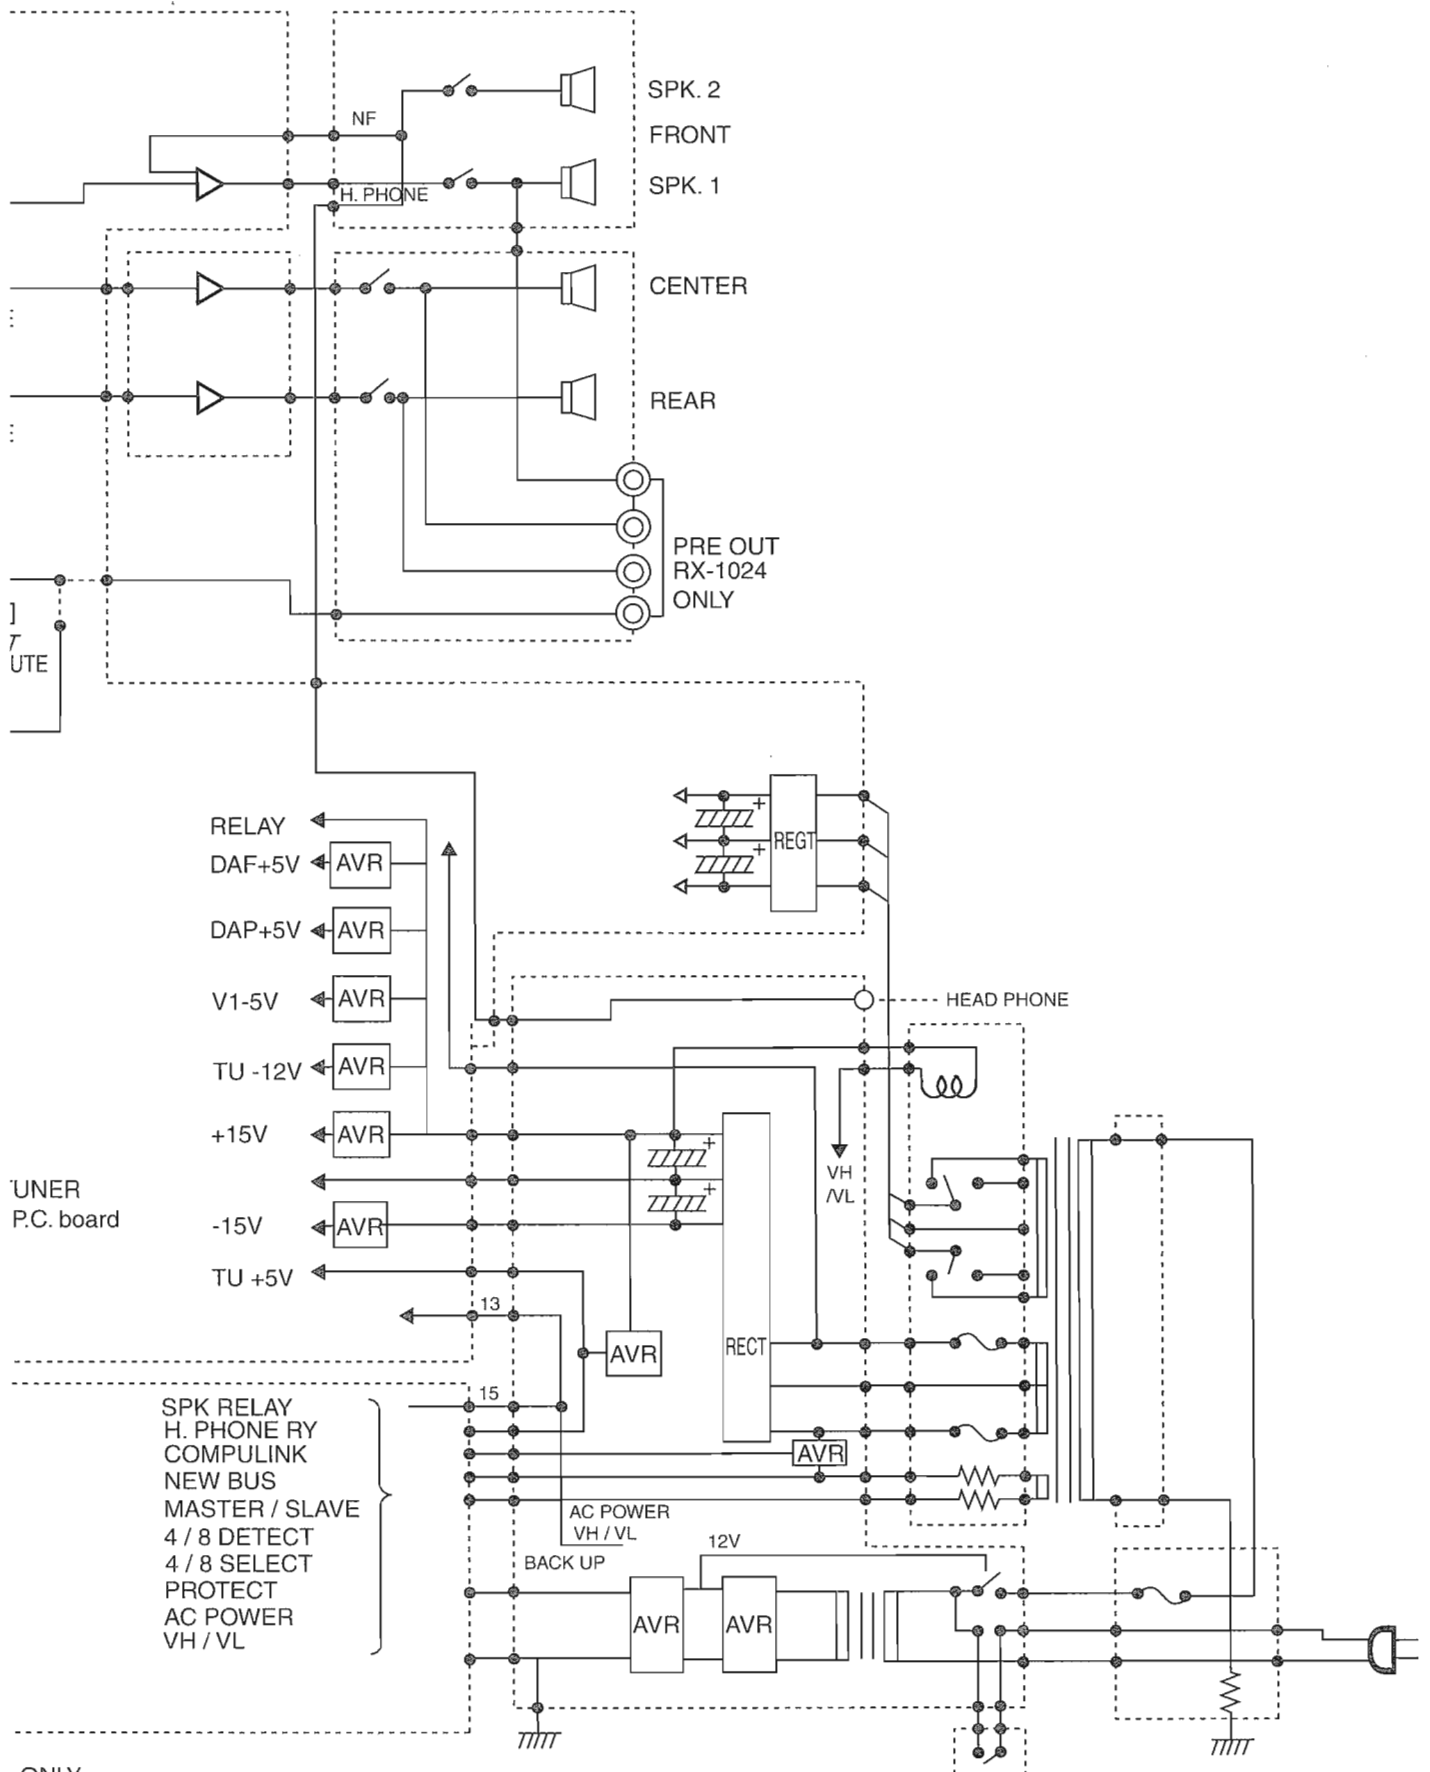 SPK. 2
NF
FRONT
SPK. 1
H. PHONE
CENTER
REAR
PRE OUT
RX-1024
ONLY
]
UTE
RELAY
DAF+5V
AVR
+
REGT
+
DAP+5V
AVR
V1-5V
AVR
HEAD PHONE
TU -12V
AVR
+15V
AVR
+
VH
/VL
+
UNER
P.C. board
-15V
AVR
TU +5V
13
AVR
RECT
15
SPK RELAY
H. PHONE RY
COMPULINK
NEW BUS
MASTER / SLAVE
4 / 8 DETECT
4 / 8 SELECT
PROTECT
AC POWER
VH / VL
AVR
AC POWER
VH / VL
12V
BACK UP
AVR
AVR
ONLY